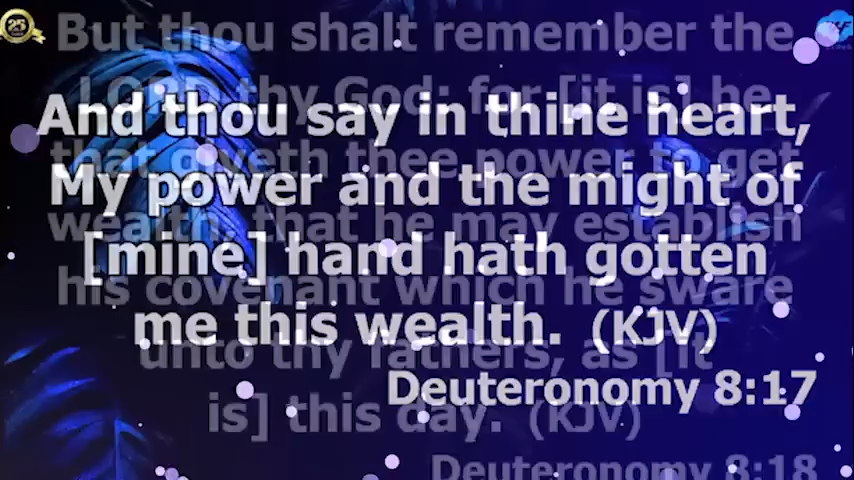 25
But thou shalt remember the
LORD thy God: for [it is] he
that giveth thee power to get
wealth, that he may establish
his covenant which he sware
unto thy fathers, as [it
is] this day. (KJV)
Deuteronomy 8:18
And thou say in thine heart,
My power and the might of
[mine] hand hath gotten
me this wealth. (KJV)
Deuteronomy 8:17